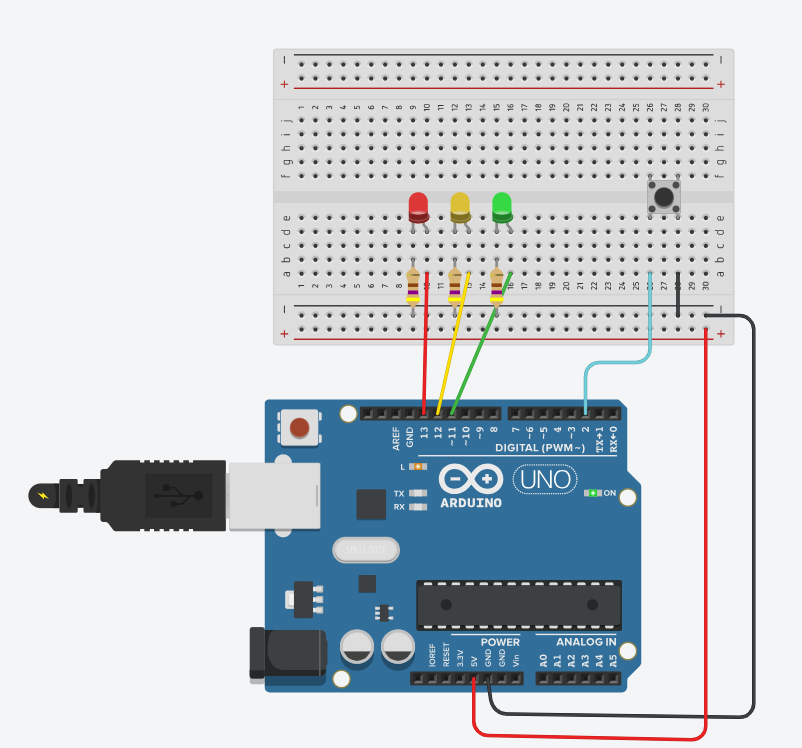 − −
+ +
1 2 3 4 5 6 7 8 9 10 11 12 13 14 15 16 17 18 19 20 21 22 23 24 25 26 27 28 29 30
j j
i i
h h
g g
f f
e e
d d
c c
b b
a a
1 2 3 4 5 6 7 8 9 10 11 12 13 14 15 16 17 18 19 20 21 22 23 24 25 26 27 28 29 30
− −
+ +
AREF GND 13 12 ~11 ~10 ~9 8 7 ~6 ~5 4 ~3 2 TX→1 RX←0
DIGITAL (PWM ~)
L
TX
RX
UNO
ON
ARDUINO
POWER ANALOG IN
IOREF RESET 3.3V 5V GND GND Vin A0 A1 A2 A3 A4 A5